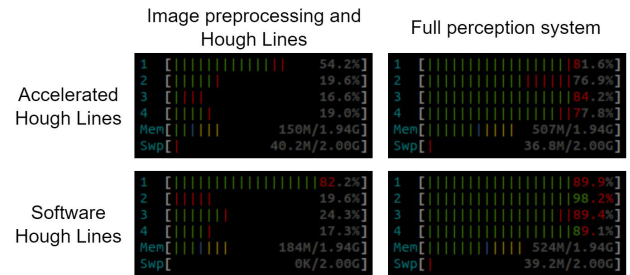 Image preprocessing and
Hough Lines
Full perception system
Accelerated
Hough Lines
1 [||||||||||||||| 54.2%]
2 [|||||| 19.6%]
3 [|||| 16.6%]
4 [||||| 19.0%]
Mem[|||||| 150M/1.94G]
Swp[| 40.2M/2.00G]
1 [|||||||||||||||||||81.6%]
2 [||||||||||||||||||76.9%]
3 [||||||||||||||||||84.2%]
4 [||||||||||||||||||77.8%]
Mem[||||||||||| 507M/1.94G]
Swp[| 36.8M/2.00G]
Software
Hough Lines
1 [||||||||||||||||||82.2%]
2 [||||| 19.6%]
3 [||||||| 24.3%]
4 [||||| 17.3%]
Mem[||||||| 184M/1.94G]
Swp[ 0K/2.00G]
1 [||||||||||||||||||89.9%]
2 [||||||||||||||||||98.2%]
3 [||||||||||||||||||89.4%]
4 [||||||||||||||||||89.1%]
Mem[|||||||||||| 524M/1.94G]
Swp[| 39.2M/2.00G]